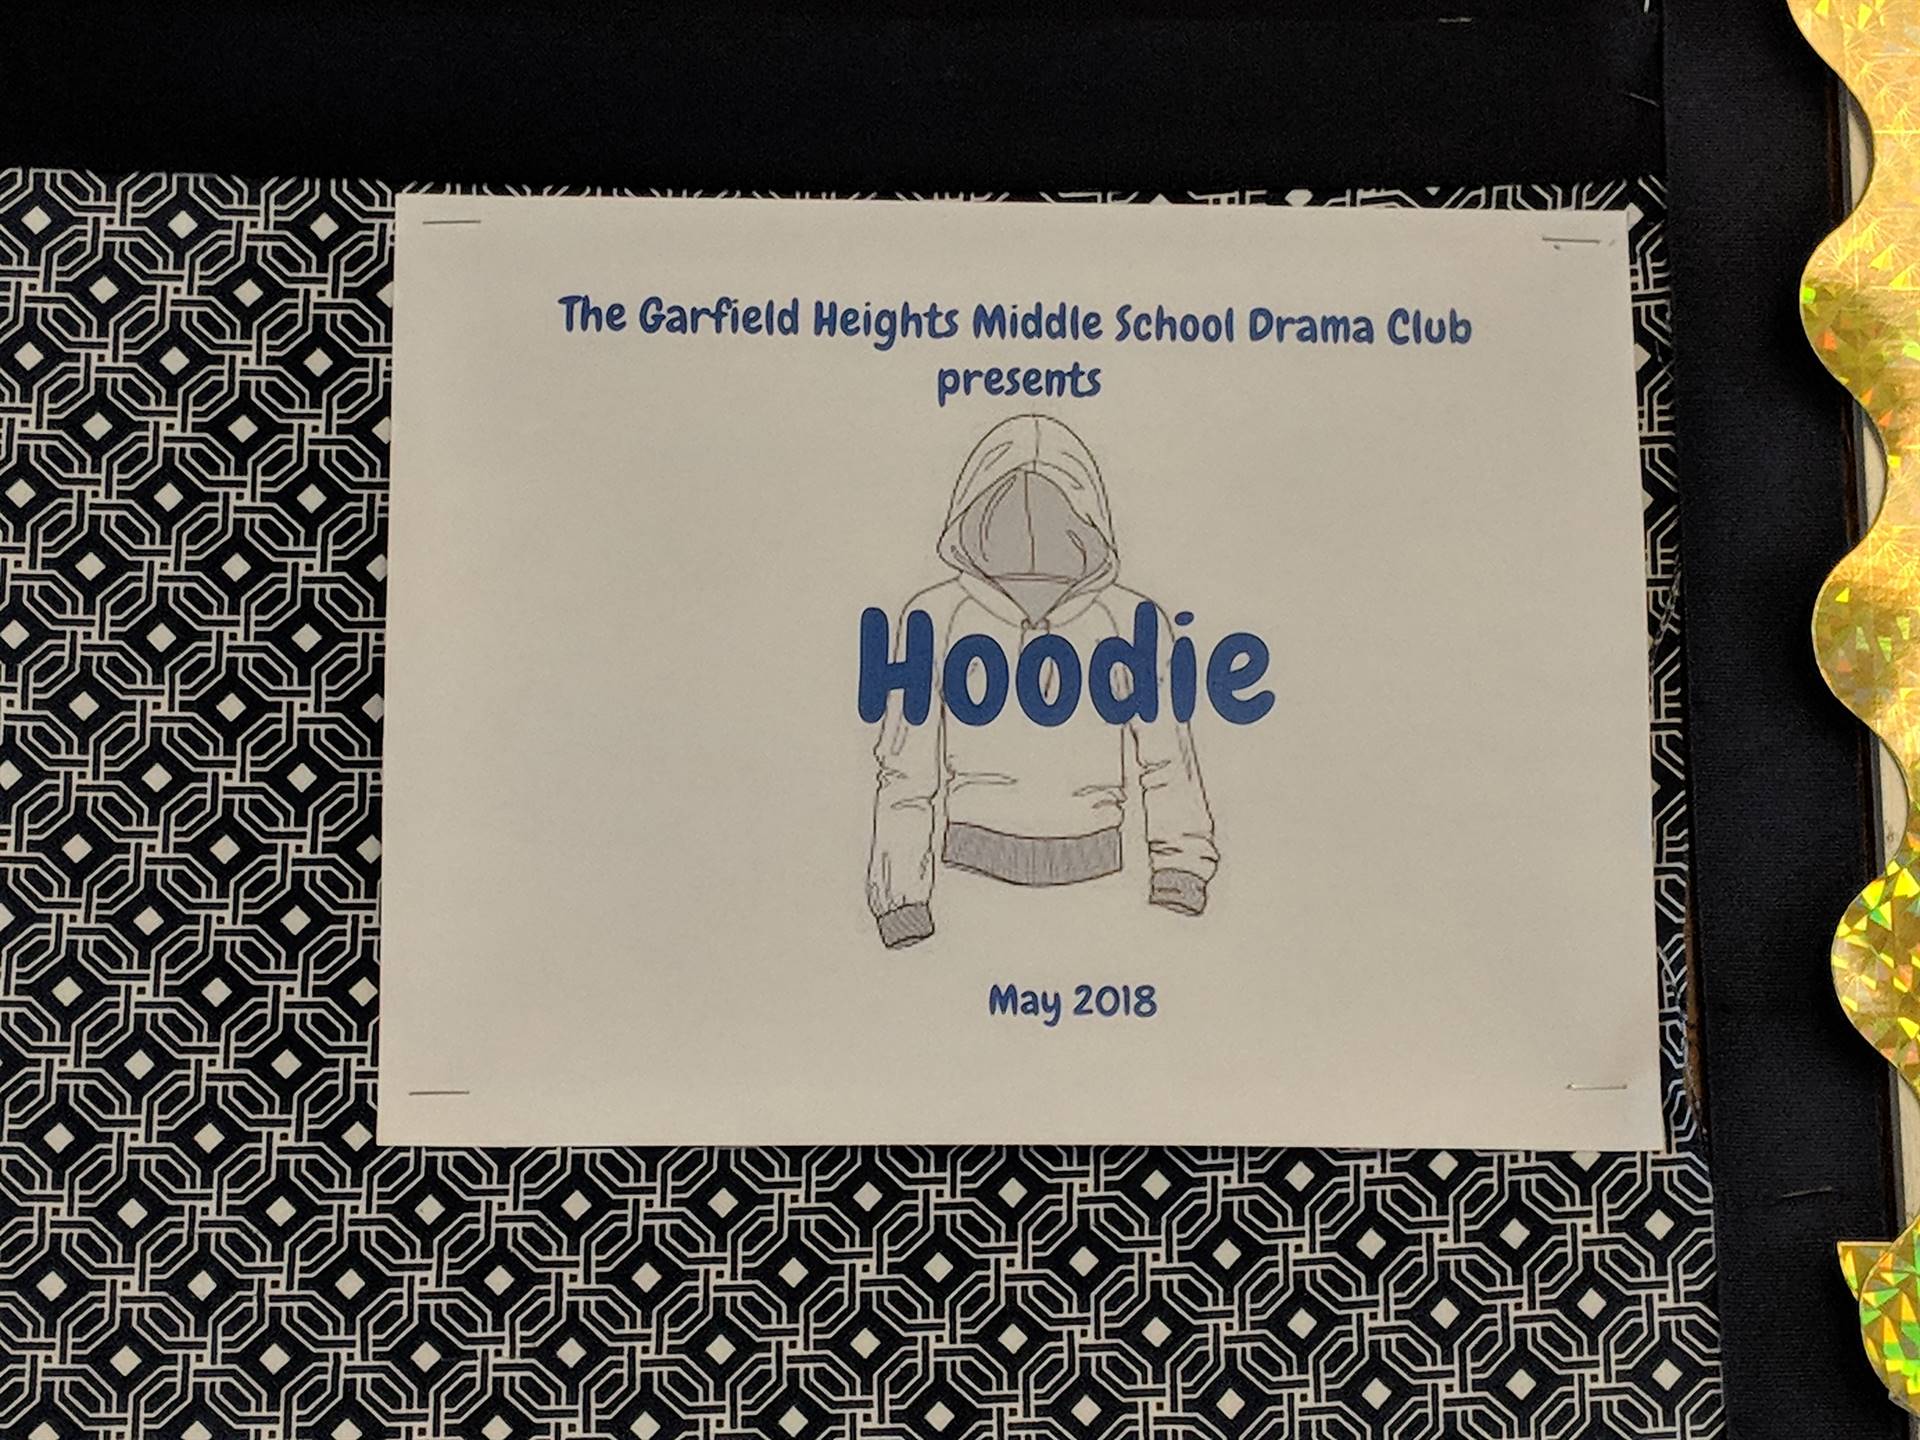 The Garfield Heights Middle School Drama Club
presents
Hoodie
May 2018